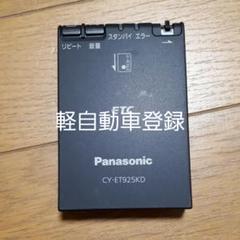 リピート 音量 スタンバイ エラー
ETC
軽自動車登録
Panasonic
CY-ET925KD